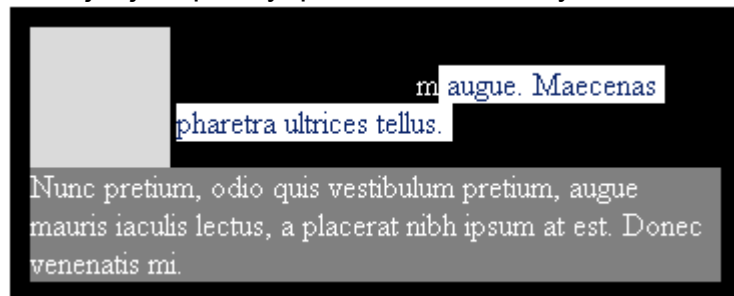 m augue. Maecenas
pharetra ultrices tellus.
Nunc pretium, odio quis vestibulum pretium, augue
mauris iaculis lectus, a placerat nibh ipsum at est. Donec
venenatis mi.